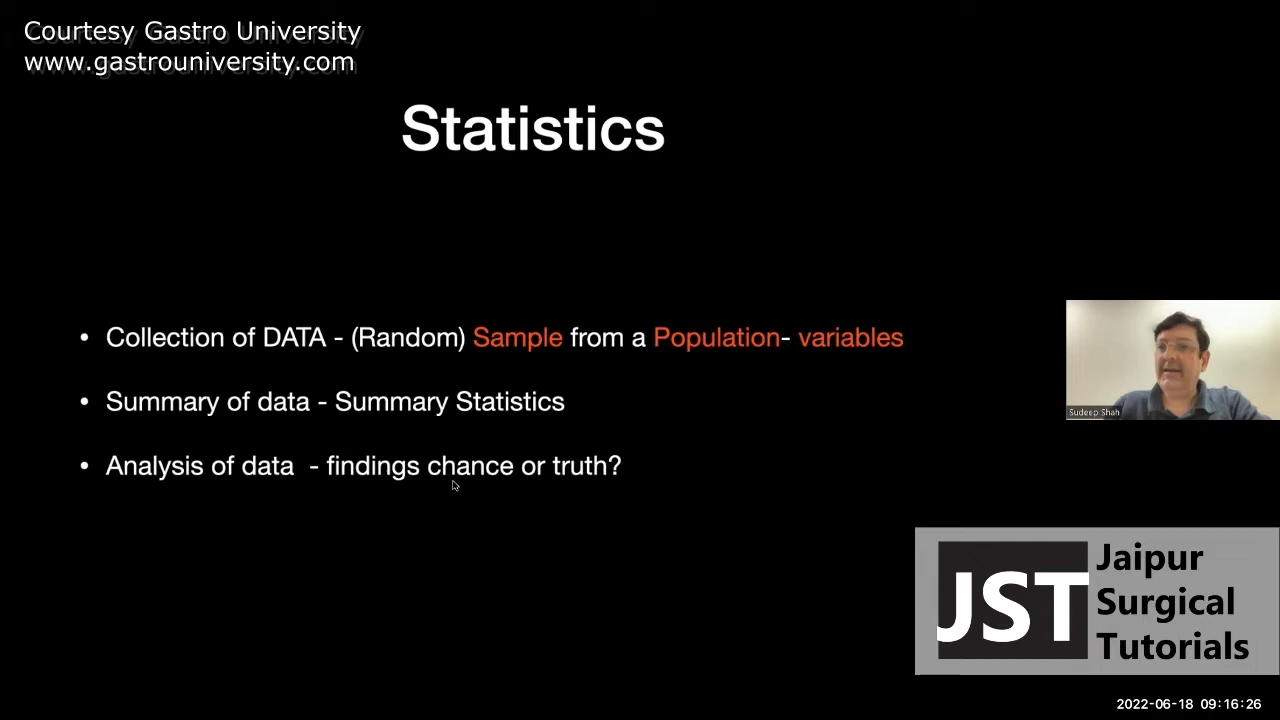 Courtesy Gastro University
www.gastrouniversity.com
Statistics
• Collection of DATA - (Random) Sample from a Population- variables
• Summary of data - Summary Statistics
• Analysis of data - findings chance or truth?
Sudeep Shah
JST
Jaipur
Surgical
Tutorials
2022-06-18 09:16:26